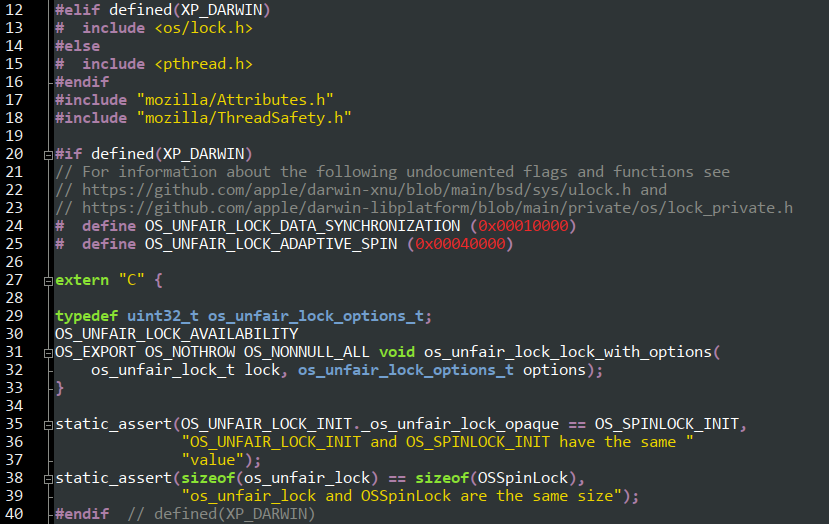 12 #elif defined(XP_DARWIN)
13 #  include <os/lock.h>
14 #else
15 #  include <pthread.h>
16 #endif
17 #include "mozilla/Attributes.h"
18 #include "mozilla/ThreadSafety.h"
19
20 #if defined(XP_DARWIN)
21 // For information about the following undocumented flags and functions see
22 // https://github.com/apple/darwin-xnu/blob/main/bsd/sys/ulock.h and
23 // https://github.com/apple/darwin-libplatform/blob/main/private/os/lock_private.h
24 #  define OS_UNFAIR_LOCK_DATA_SYNCHRONIZATION (0x00010000)
25 #  define OS_UNFAIR_LOCK_ADAPTIVE_SPIN (0x00040000)
26
27 extern "C" {
28
29 typedef uint32_t os_unfair_lock_options_t;
30 OS_UNFAIR_LOCK_AVAILABILITY
31 OS_EXPORT OS_NOTHROW OS_NONNULL_ALL void os_unfair_lock_lock_with_options(
32     os_unfair_lock_t lock, os_unfair_lock_options_t options);
33 }
34
35 static_assert(OS_UNFAIR_LOCK_INIT._os_unfair_lock_opaque == OS_SPINLOCK_INIT,
36               "OS_UNFAIR_LOCK_INIT and OS_SPINLOCK_INIT have the same "
37               "value");
38 static_assert(sizeof(os_unfair_lock) == sizeof(OSSpinLock),
39               "os_unfair_lock and OSSpinLock are the same size");
40 #endif  // defined(XP_DARWIN)